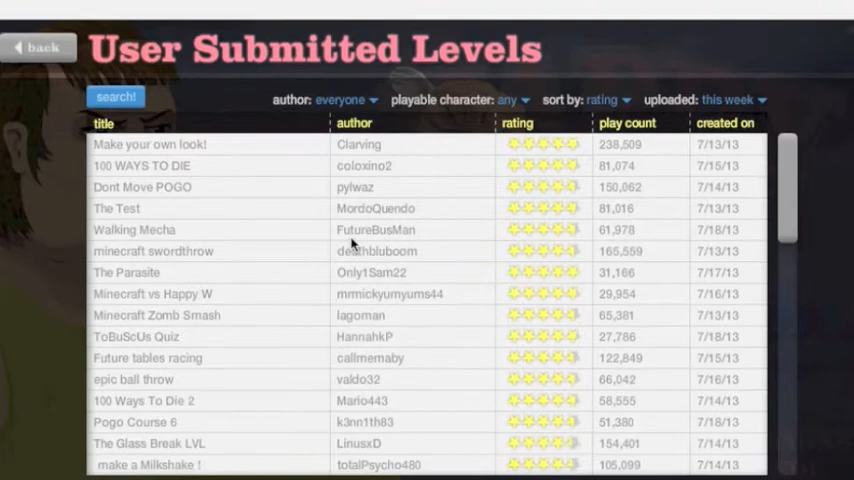 back
User Submitted Levels
search!
author: everyone playable character: any sort by: rating uploaded: this week
title author rating play count created on
Make your own look! Clarving 238,509 7/13/13
100 WAYS TO DIE coloxino2 81,074 7/15/13
Dont Move POGO pylwaz 150,062 7/14/13
The Test MordoQuendo 81,016 7/13/13
Walking Mecha FutureBusMan 61,978 7/18/13
minecraft swordthrow deathbluboom 165,559 7/13/13
The Parasite Only1Sam22 31,166 7/17/13
Minecraft vs Happy W mrmickyumyums44 29,954 7/16/13
Minecraft Zomb Smash lagoman 65,381 7/13/13
ToBuScUs Quiz HannahkP 27,786 7/18/13
Future tables racing callmemaby 122,849 7/15/13
epic ball throw valdo32 66,042 7/16/13
100 Ways To Die 2 Mario443 58,555 7/14/13
Pogo Course 6 k3nn1th83 51,380 7/18/13
The Glass Break LVL LinusxD 154,401 7/14/13
make a Milkshake ! totalPsycho480 105,099 7/14/13